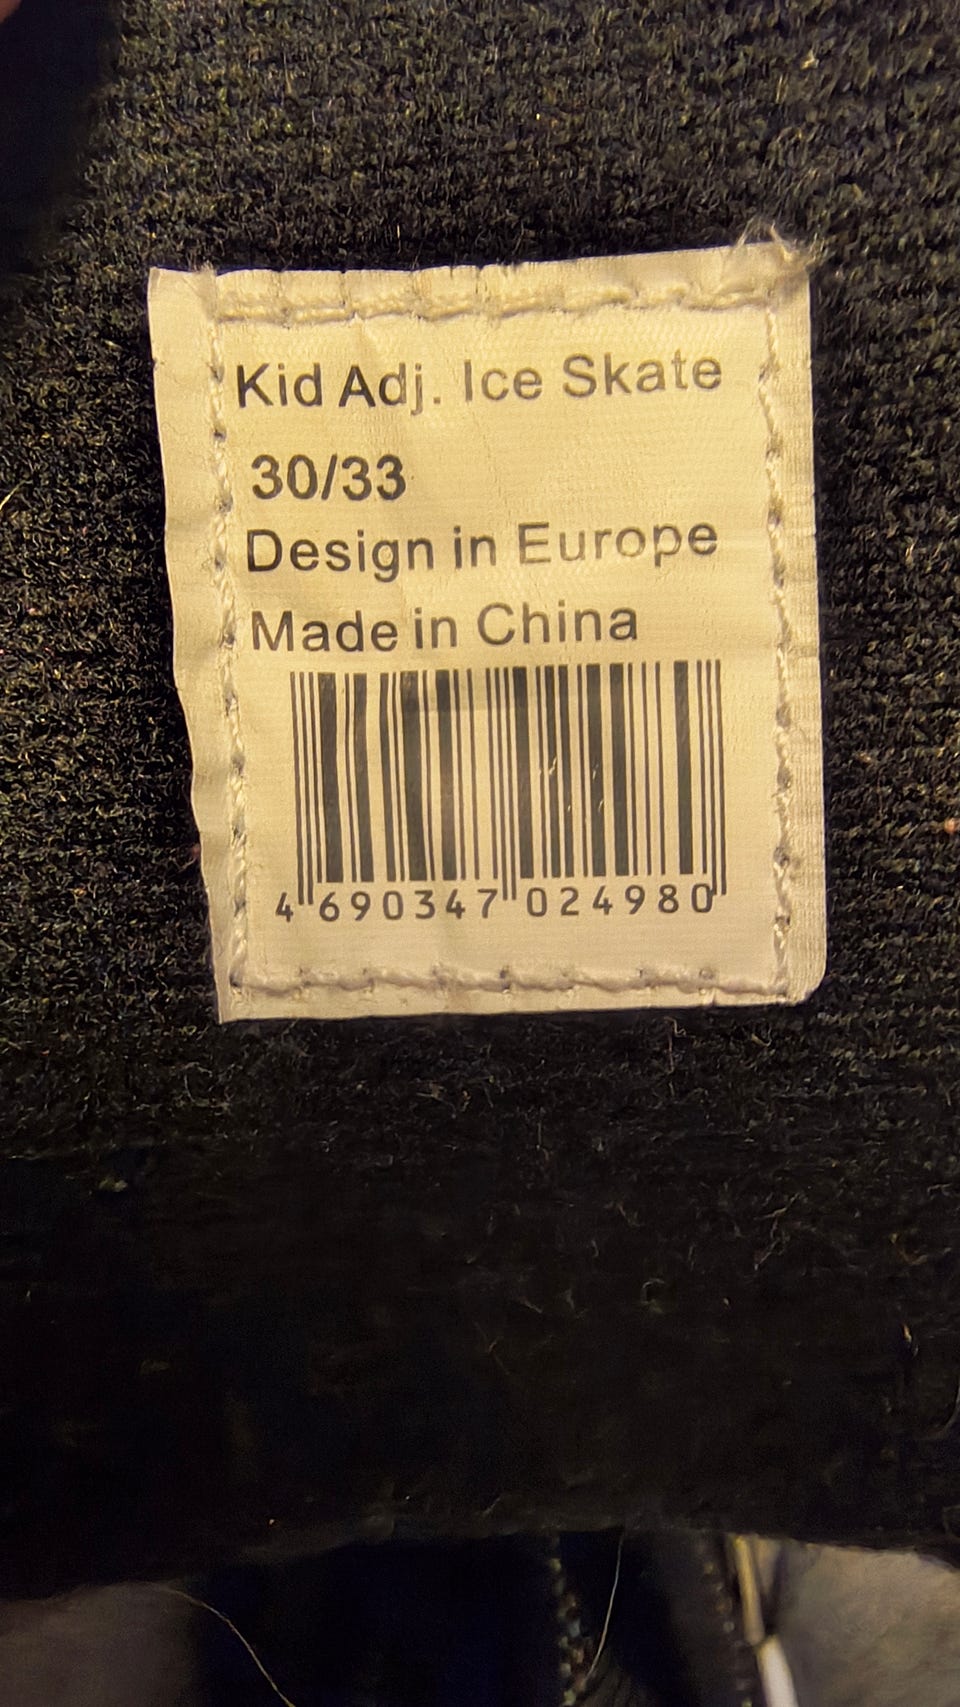 Kid Adj. Ice Skate
30/33
Design in Europe
Made in China
4 690347 024980